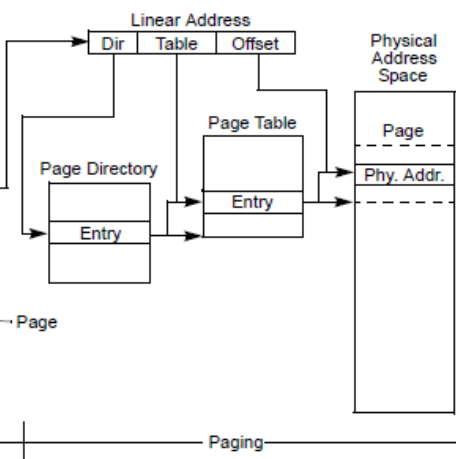 Linear Address
Dir Table Offset
Physical
Address
Space
Page Table
Page
Page Directory
Phy. Addr.
Entry
Entry
Page
Paging